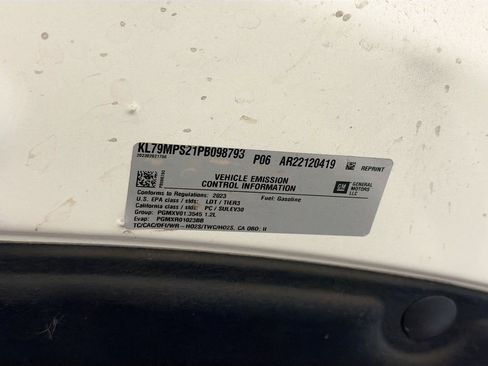 KL79MPS21PB098793 P06 AR22120419 REPRINT
VEHICLE EMISSION
CONTROL INFORMATION
GM GENERAL MOTORS LLC
Conforms to Regulations: 2023 Fuel: Gasoline
U.S. EPA class / stds: LDT / TIER3
California class / stds: PC / SULEV30
Group: PGMXV01.3545 1.2L
Evap: PGMXR01023BB
TC/CAC/DFI/WR-HO2S/TWC/HO2S, CA OBD: II